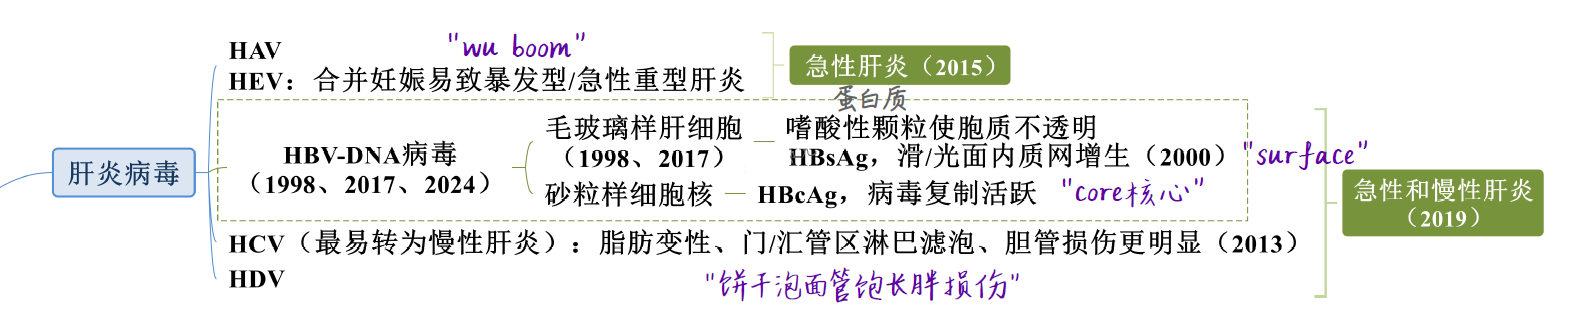 HAV
"wu boom"
HEV：合并妊娠易致暴发型/急性重型肝炎
急性肝炎（2015）
蛋白质
毛玻璃样肝细胞
（1998、2017）
嗜酸性颗粒使胞质不透明
HBsAg，滑/光面内质网增生（2000）
"surface"
肝炎病毒
HBV-DNA病毒
（1998、2017、2024）
砂粒样细胞核
HBcAg，病毒复制活跃
"core核心"
急性和慢性肝炎
（2019）
HCV（最易转为慢性肝炎）：脂肪变性、门/汇管区淋巴滤泡、胆管损伤更明显（2013）
HDV
"饼干泡面管饱长胖损伤"